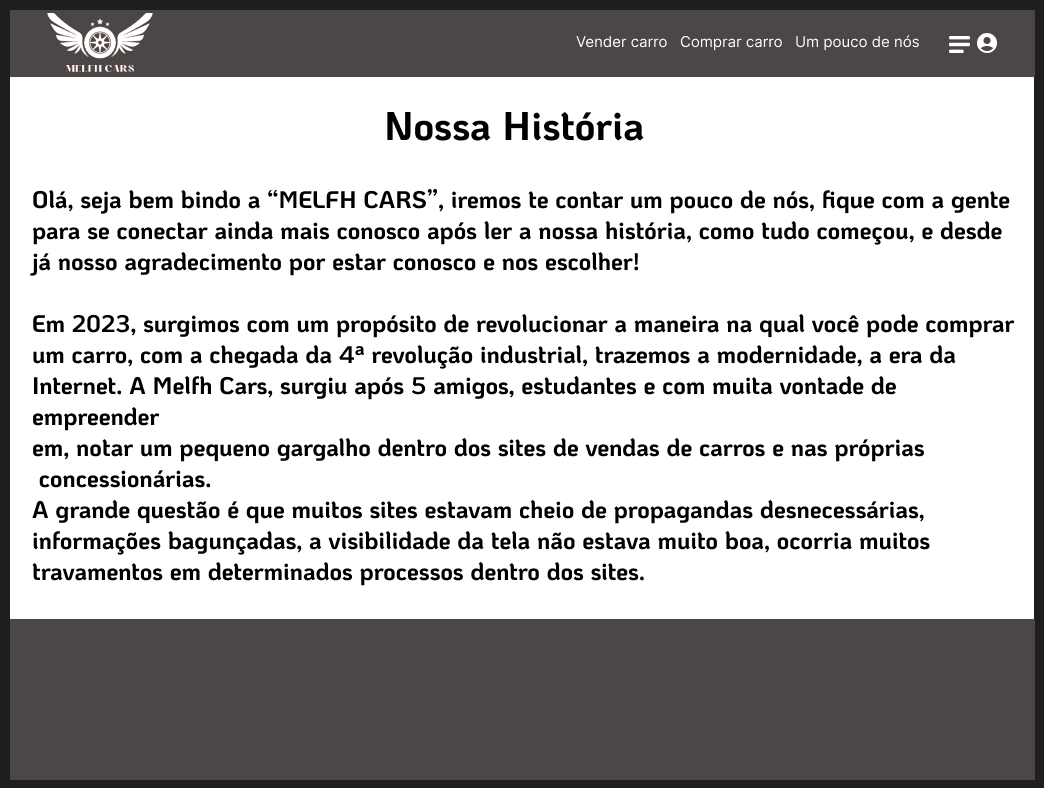 MELFH CARS
Vender carro Comprar carro Um pouco de nós
Nossa História
Olá, seja bem bindo a “MELFH CARS”, iremos te contar um pouco de nós, fique com a gente
para se conectar ainda mais conosco após ler a nossa história, como tudo começou, e desde
já nosso agradecimento por estar conosco e nos escolher!
Em 2023, surgimos com um propósito de revolucionar a maneira na qual você pode comprar
um carro, com a chegada da 4ª revolução industrial, trazemos a modernidade, a era da
Internet. A Melfh Cars, surgiu após 5 amigos, estudantes e com muita vontade de
empreender
em, notar um pequeno gargalho dentro dos sites de vendas de carros e nas próprias
concessionárias.
A grande questão é que muitos sites estavam cheio de propagandas desnecessárias,
informações bagunçadas, a visibilidade da tela não estava muito boa, ocorria muitos
travamentos em determinados processos dentro dos sites.